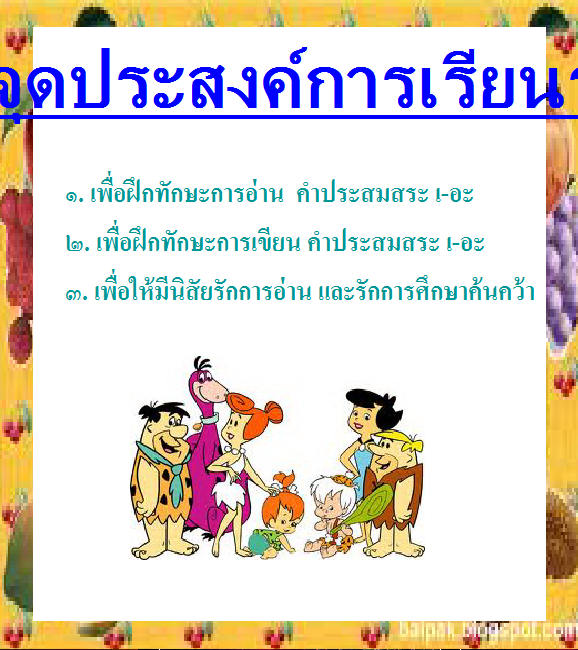 จุดประสงค์การเรียน
๑. เพื่อฝึกทักษะการอ่าน คำประสมสระ เ-อะ
๒. เพื่อฝึกทักษะการเขียน คำประสมสระ เ-อะ
๓. เพื่อให้มีนิสัยรักการอ่าน และรักการศึกษาค้นคว้า
baipak.blogspot.com